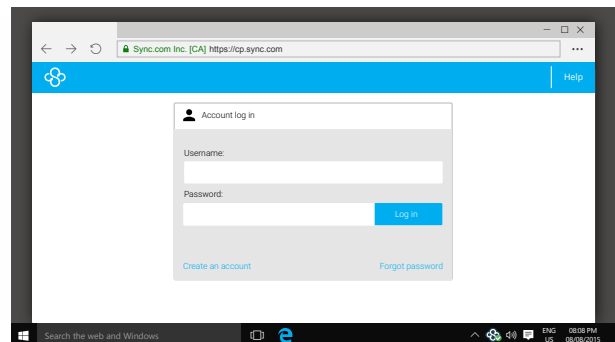 Sync.com Inc. [CA] https://cp.sync.com
Help
Account log in
Username:
Password:
Log in
Create an account Forgot password
Search the web and Windows
ENG 08:08 PM
US 08/08/2015